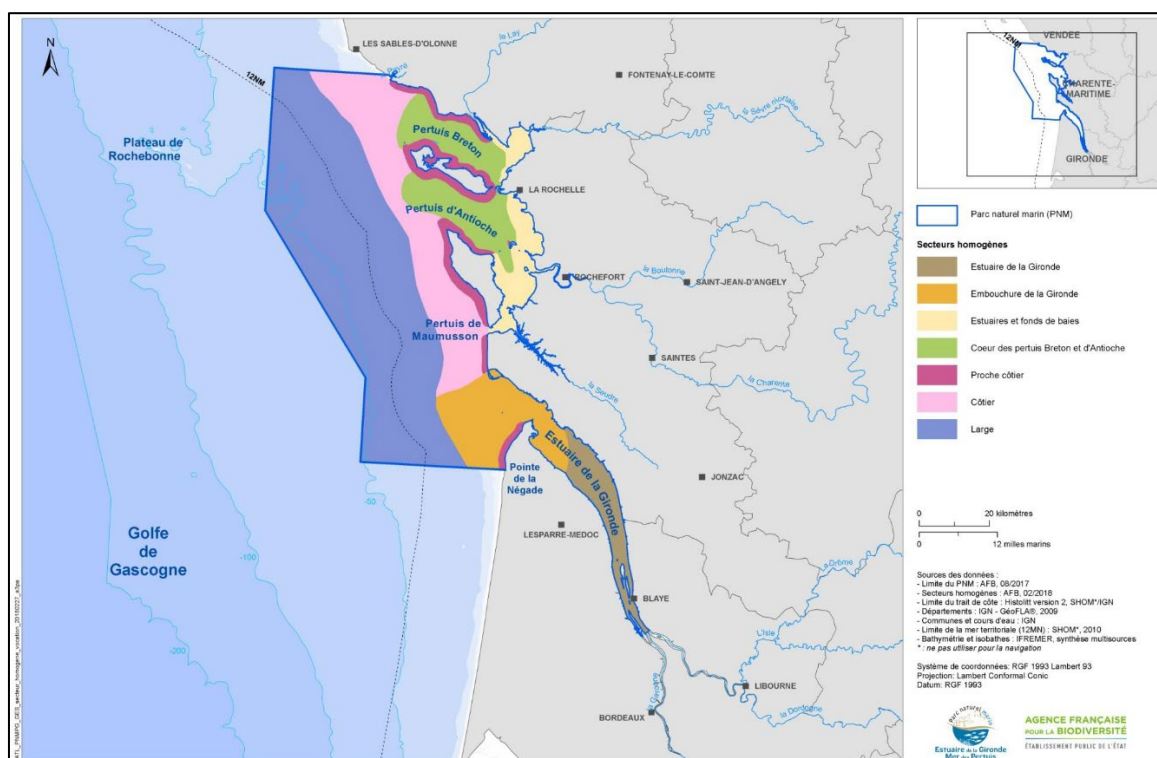 N
LES SABLES-D'OLONNE
le Lay
FONTENAY-LE-COMTE
la Sèvre niortaise
12NM
Plateau de
Rochebonne
Pertuis Breton
LA ROCHELLE
Pertuis d'Antioche
ROCHEFORT
la Boutonne
SAINT-JEAN-D'ANGELY
Pertuis de
Maumusson
SAINTES
la Charente
la Seudre
Estuaire de la Gironde
Pointe
de la
Négade
JONZAC
-50
LESPARRE-MEDOC
Golfe
de
Gascogne
-100
-200
BLAYE
L'Isle
LIBOURNE
la Dordogne
la Garonne
BORDEAUX
12NM
VENDÉE
CHARENTE-
MARITIME
GIRONDE
Parc naturel marin (PNM)
Secteurs homogènes
Estuaire de la Gironde
Embouchure de la Gironde
Estuaires et fonds de baies
Coeur des pertuis Breton et d'Antioche
Proche côtier
Côtier
Large
0 20 kilomètres
0 12 milles marins
Sources des données :
- Limite du PNM : AFB, 08/2017
- Secteurs homogènes : AFB, 02/2018
- Limite du trait de côte : Histolitt version 2, SHOM*/IGN
- Départements : IGN - GéoFLA®, 2009
- Communes et cours d'eau : IGN
- Limite de la mer territoriale (12MN) : SHOM*, 2010
- Bathymétrie et isobathes : IFREMER, synthèse multisources
* : ne pas utiliser pour la navigation
Système de coordonnées: RGF 1993 Lambert 93
Projection: Lambert Conformal Conic
Datum: RGF 1993
Parc naturel marin
Estuaire de la Gironde
Mer des Pertuis
AGENCE FRANÇAISE
POUR LA BIODIVERSITÉ
ÉTABLISSEMENT PUBLIC DE L'ÉTAT